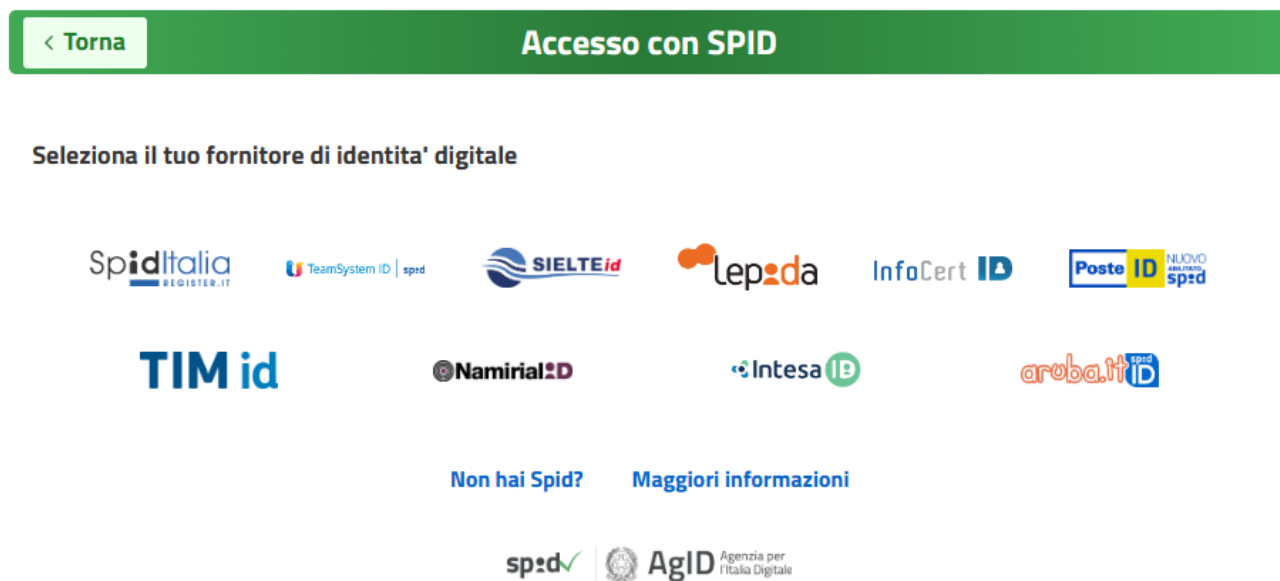 Torna
Accesso con SPID
Seleziona il tuo fornitore di identita' digitale
SpidItalia
REGISTER.IT
TeamSystem ID | spid
SIELTEid
Lepida
InfoCert ID
Poste ID NUOVO
ABILITATO
spid
TIM id
NamirialID
Intesa ID
aruba.it spid
ID
Non hai Spid? Maggiori informazioni
spid
AgID Agenzia per
l'Italia Digitale